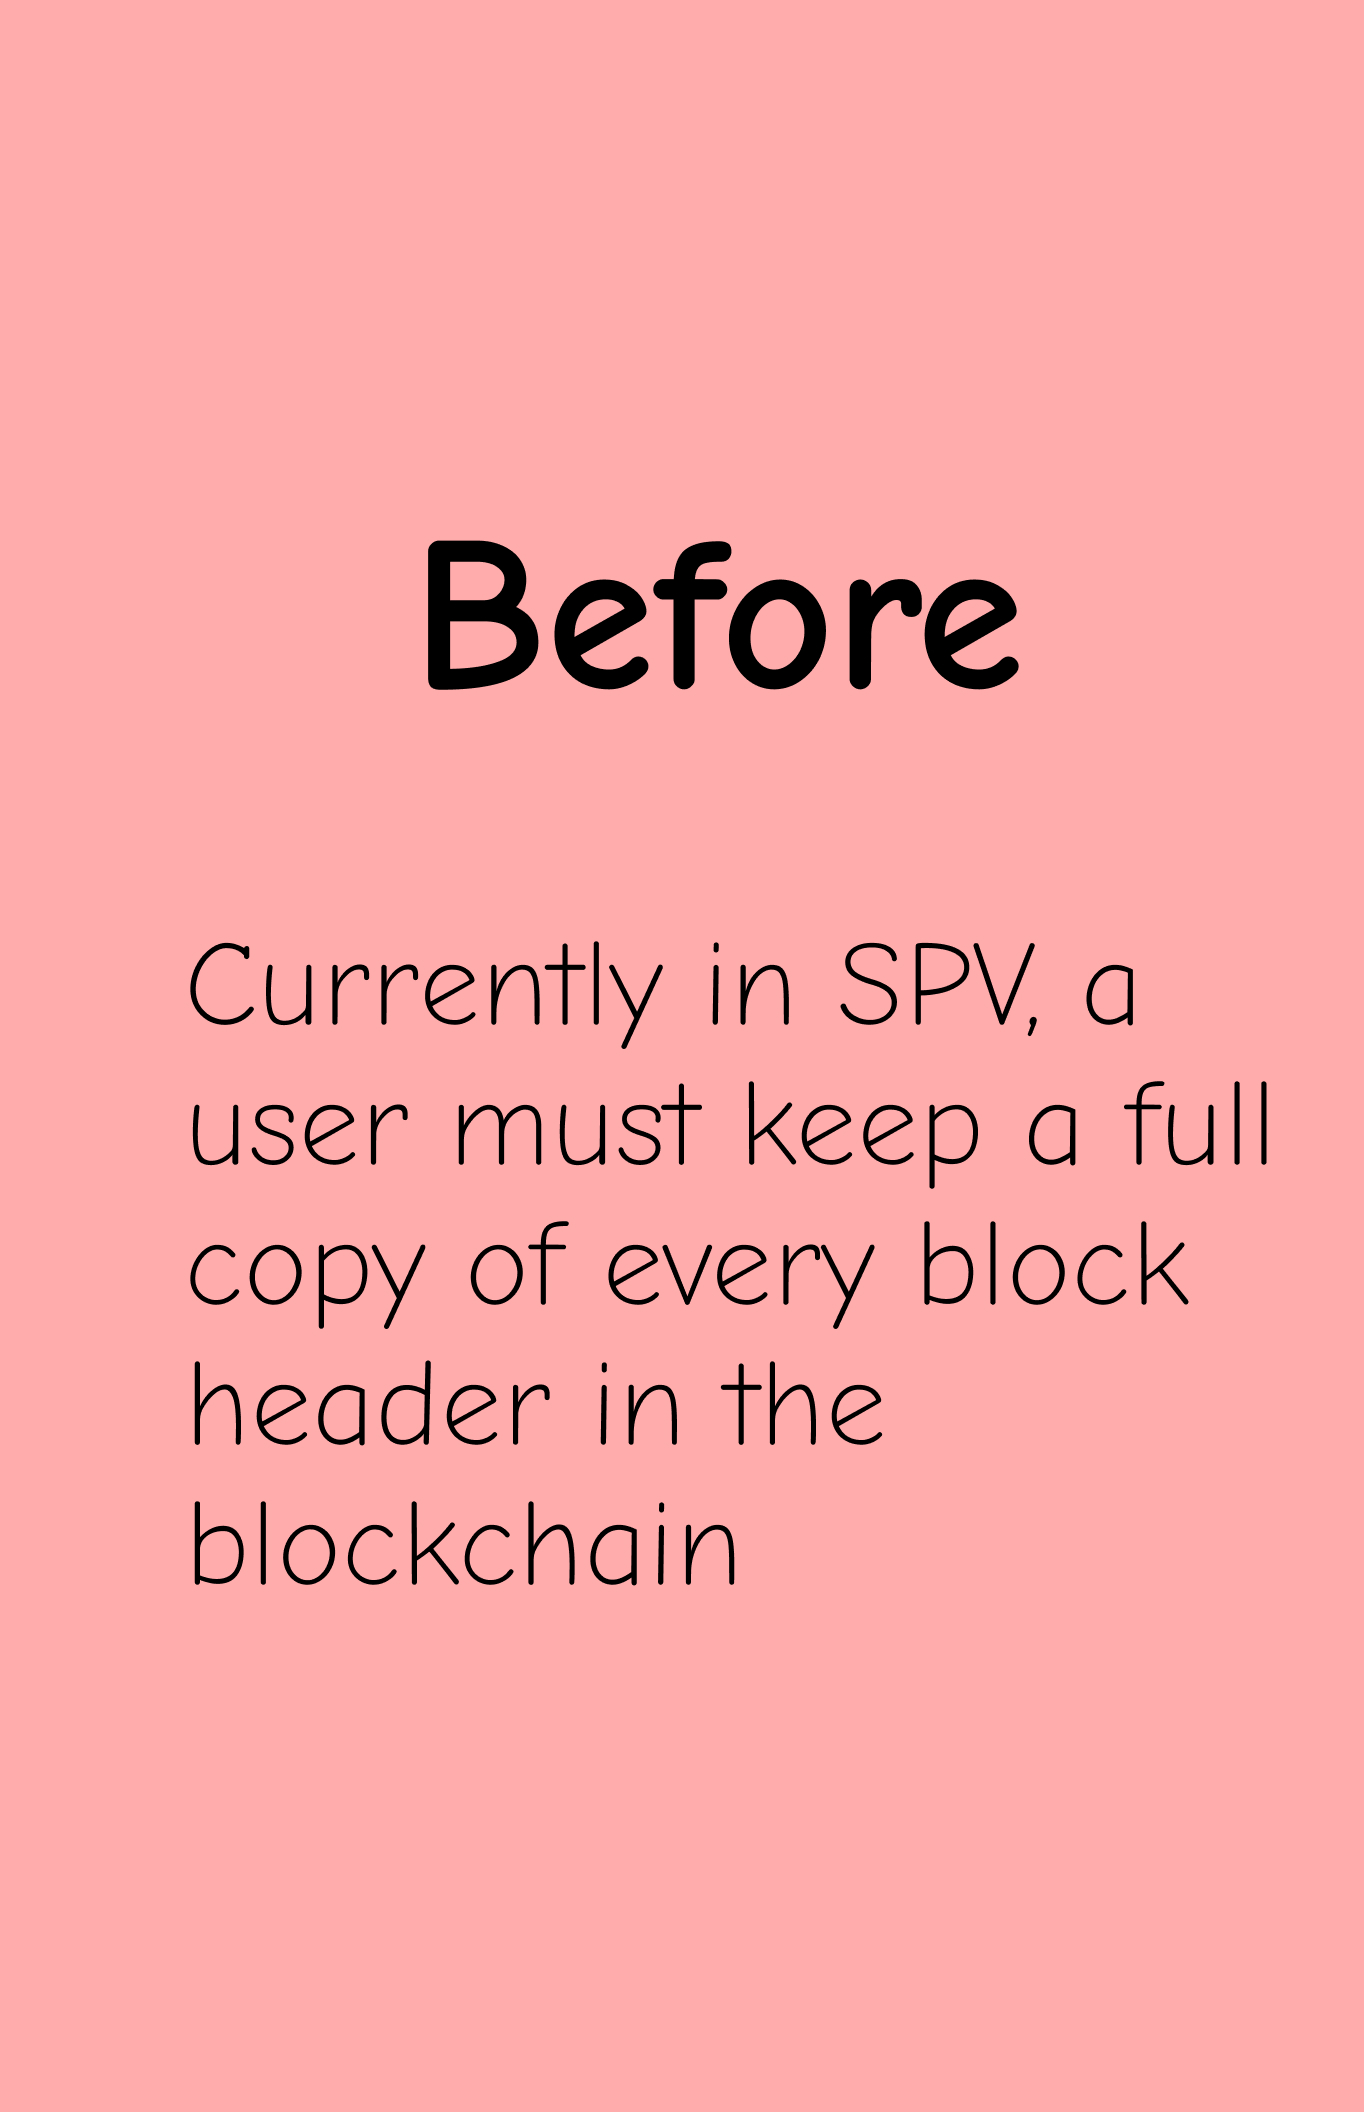 Before
Currently in SPV, a
user must keep a full
copy of every block
header in the
blockchain